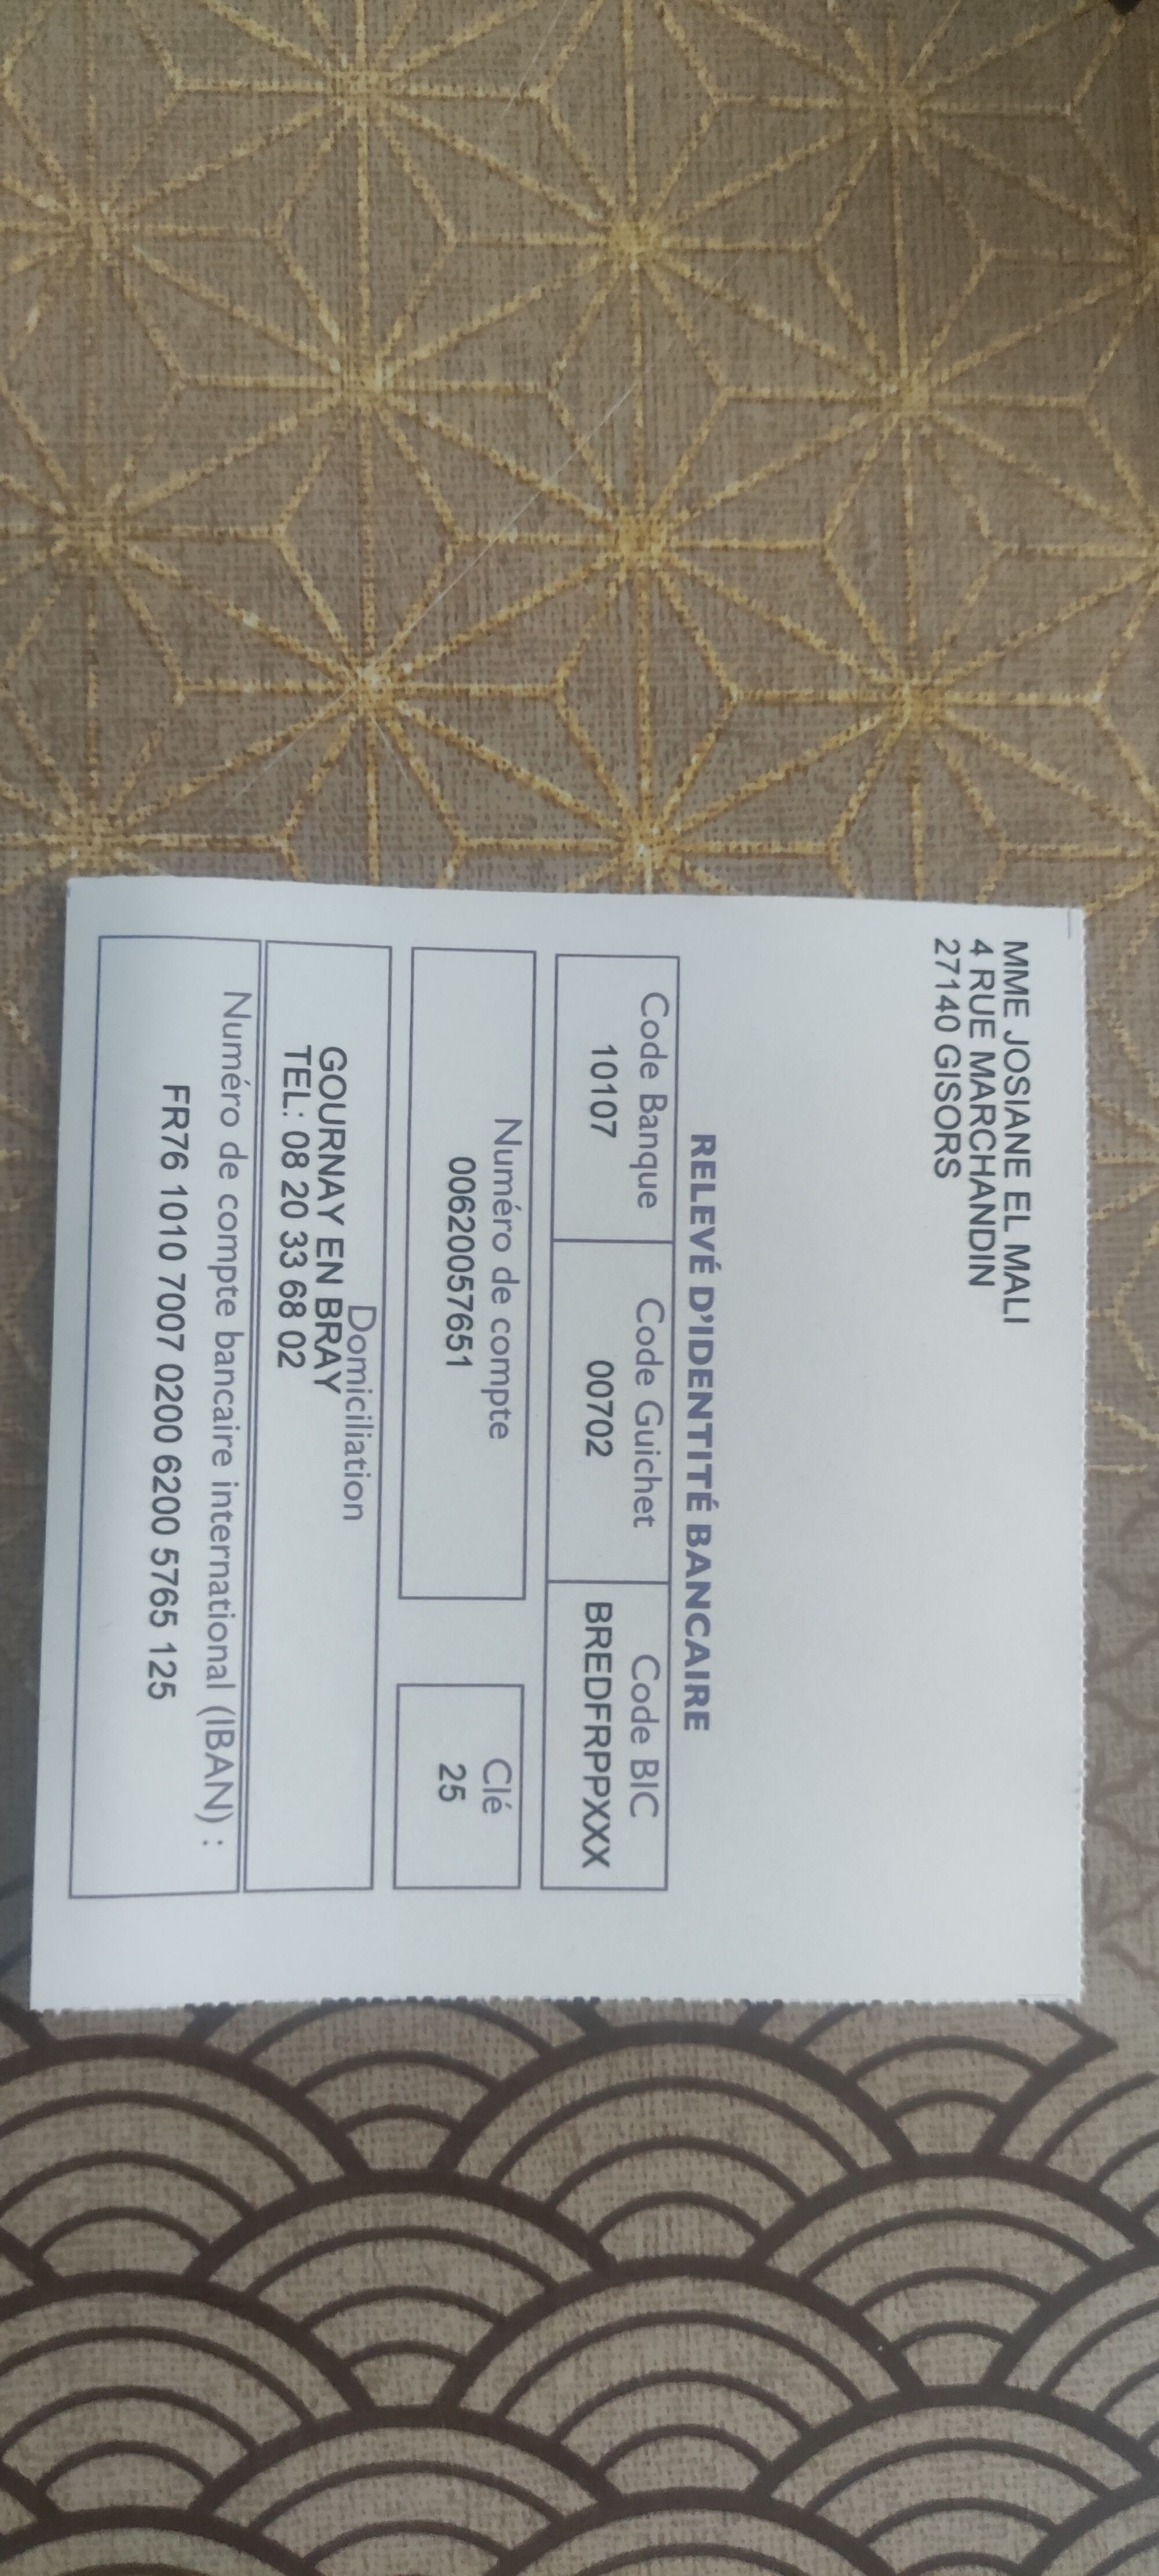 MME JOSIANE EL MALI
4 RUE MARCHANDIN
27140 GISORS
RELEVÉ D'IDENTITÉ BANCAIRE
Code Banque
10107
Code Guichet
00702
Code BIC
BREDFRPPXXX
Numéro de compte
00620057651
Clé
25
Domiciliation
GOURNAY EN BRAY
TEL: 08 20 33 68 02
Numéro de compte bancaire international (IBAN) :
FR76 1010 7007 0200 6200 5765 125